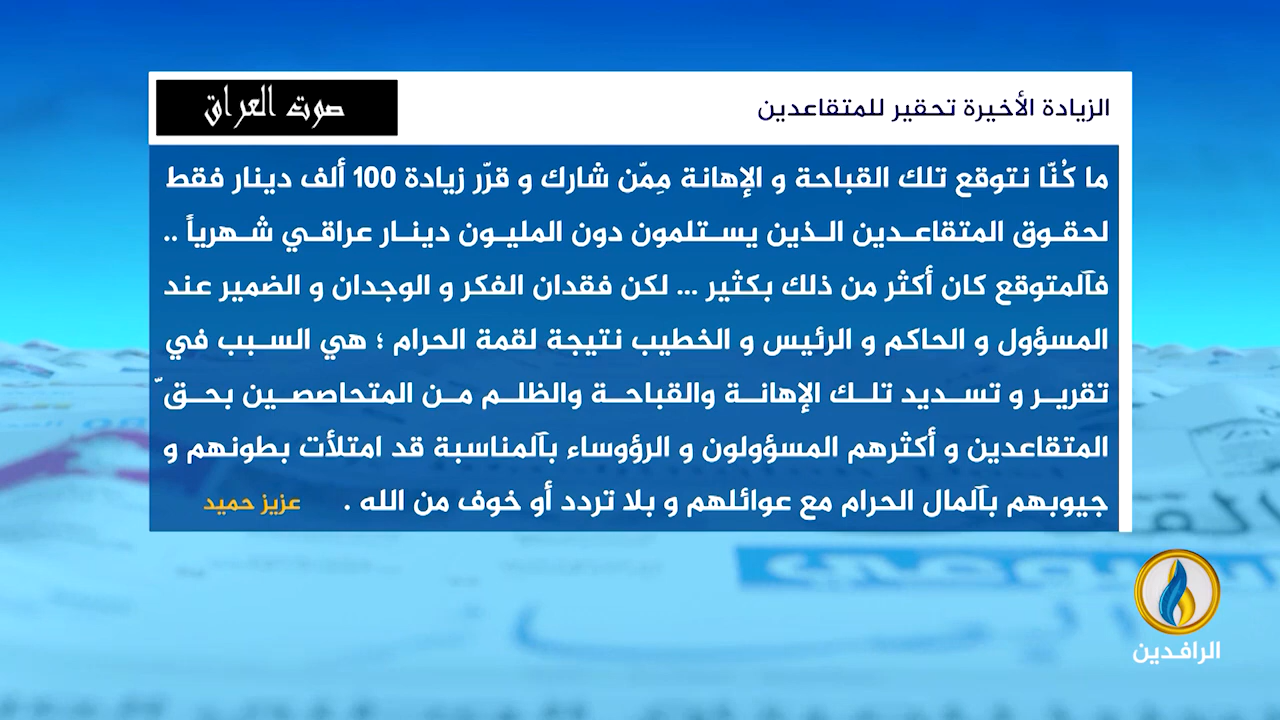 الزيادة الأخيرة تحقير للمتقاعدين
صوت العراق
ما كُنّا نتوقع تلك القباحة و الإهانة مِمّن شارك و قرّر زيادة 100 ألف دينار فقط
لحقوق المتقاعدين الذين يستلمون دون المليون دينار عراقي شهرياً ..
فآلمتوقع كان أكثر من ذلك بكثير ... لكن فقدان الفكر و الوجدان و الضمير عند
المسؤول و الحاكم و الرئيس و الخطيب نتيجة لقمة الحرام ؛ هي السبب في
تقرير و تسديد تلك الإهانة والقباحة والظلم من المتحاصصين بحقّ
المتقاعدين و أكثرهم المسؤولون و الرؤوساء بآلمناسبة قد امتلأت بطونهم و
جيوبهم بآلمال الحرام مع عوائلهم و بلا تردد أو خوف من الله .
عزيز حميد
الرافدين